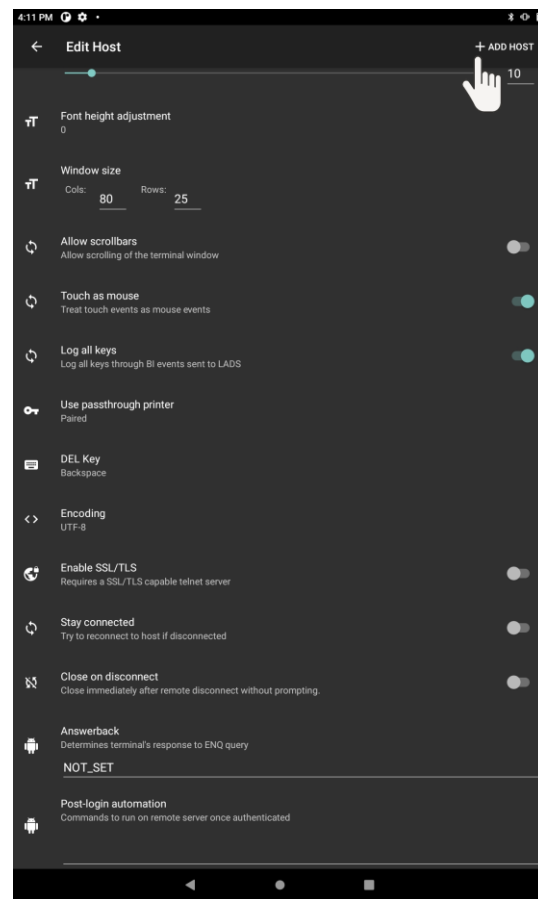 4:11 PM
Edit Host
+ ADD HOST
10
Font height adjustment
0
Window size
Cols: 80 Rows: 25
Allow scrollbars
Allow scrolling of the terminal window
Touch as mouse
Treat touch events as mouse events
Log all keys
Log all keys through BI events sent to LADS
Use passthrough printer
Paired
DEL Key
Backspace
Encoding
UTF-8
Enable SSL/TLS
Requires a SSL/TLS capable telnet server
Stay connected
Try to reconnect to host if disconnected
Close on disconnect
Close immediately after remote disconnect without prompting.
Answerback
Determines terminal's response to ENQ query
NOT_SET
Post-login automation
Commands to run on remote server once authenticated